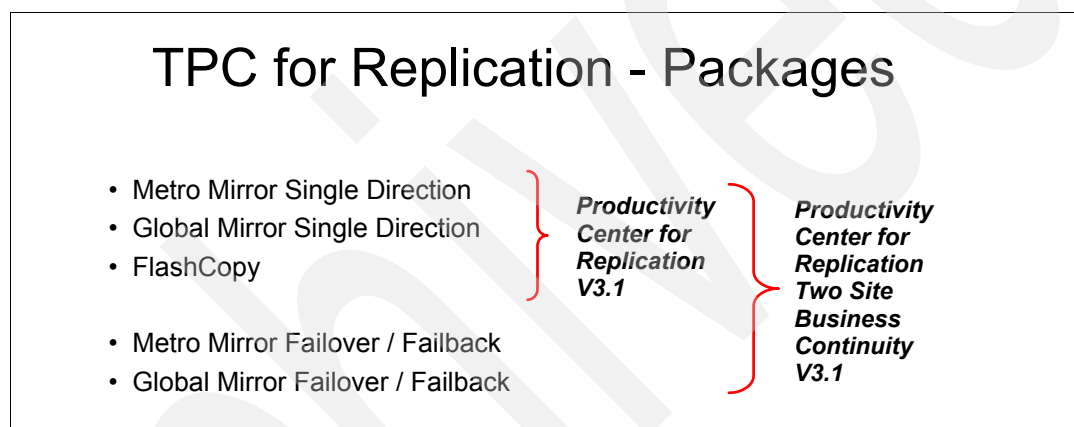 TPC for Replication - Packages
• Metro Mirror Single Direction
• Global Mirror Single Direction
• FlashCopy
• Metro Mirror Failover / Failback
• Global Mirror Failover / Failback
Productivity
Center for
Replication
V3.1
Productivity
Center for
Replication
Two Site
Business
Continuity
V3.1